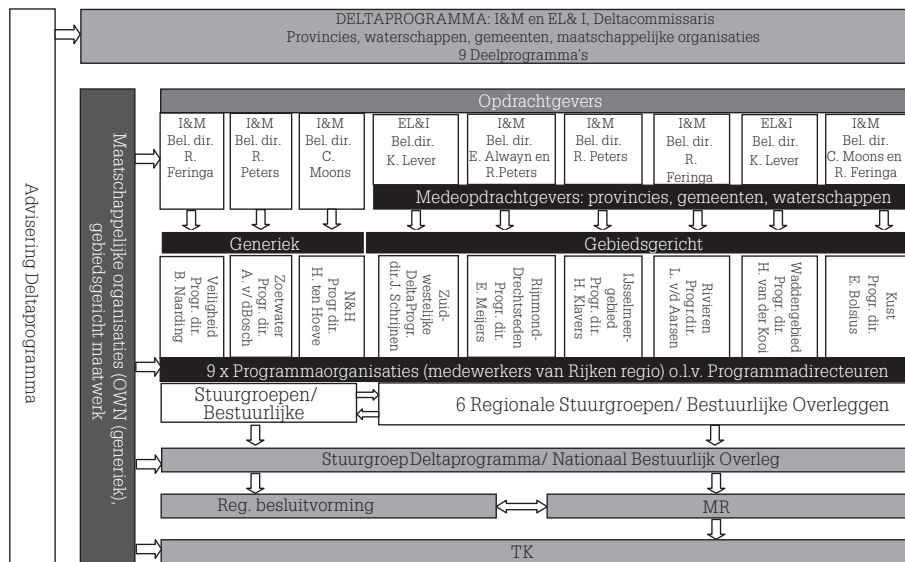 DELTAPROGRAMMA: I&M en EL& I, Deltacommissaris
Provincies, waterschappen, gemeenten, maatschappelijke organisaties
9 Deelprogramma's
Advisering Deltaprogramma
Maatschappelijke organisaties (OWN (generiek),
gebiedsgericht maatwerk
Opdrachtgevers
I&M
Bel. dir.
R.
Feringa
I&M
Bel. dir.
R.
Peters
I&M
Bel. dir.
C.
Moons
EL&I
Bel.dir.
K. Lever
I&M
Bel. dir.
E. Alwayn en
R.Peters
I&M
Bel. dir.
R. Peters
I&M
Bel. dir.
R.
Feringa
EL&I
Bel. dir.
K. Lever
I&M
Bel. dir.
C. Moons en
R. Feringa
Medeopdrachtgevers: provincies, gemeenten, waterschappen
Generiek
Gebiedsgericht
Veiligheid
Progr. dir.
B. Naarding
Zoetwater
Progr. dir.
A. v/ dBosch
N&H
Progr dir.
H. ten Hoeve
Zuid-
westelijke
DeltaProgr.
dir.J. Schrijnen
Rijnmond-
Drechtsteden
Progr. dir.
E. Meijers
IJsselmeer-
gebied
Progr. dir.
H. Klavers
Rivieren
Progr.dir.
L. v/d Aarsen
Waddengebied
Progr. dir.
H. van der Kooi
Kust
Progr. dir.
E. Bolsius
9 x Programmaorganisaties (medewerkers van Rijken regio) o.l.v. Programmadirecteuren
Stuurgroepen/
Bestuurlijke
6 Regionale Stuurgroepen/ Bestuurlijke Overleggen
StuurgroepDeltaprogramma/ Nationaal Bestuurlijk Overleg
Reg. besluitvorming
MR
TK